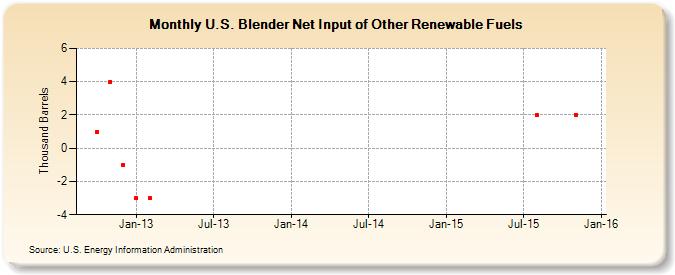 Monthly U.S. Blender Net Input of Other Renewable Fuels
Thousand Barrels
6
4
2
0
-2
-4
Jan-13
Jul-13
Jan-14
Jul-14
Jan-15
Jul-15
Jan-16
Source: U.S. Energy Information Administration